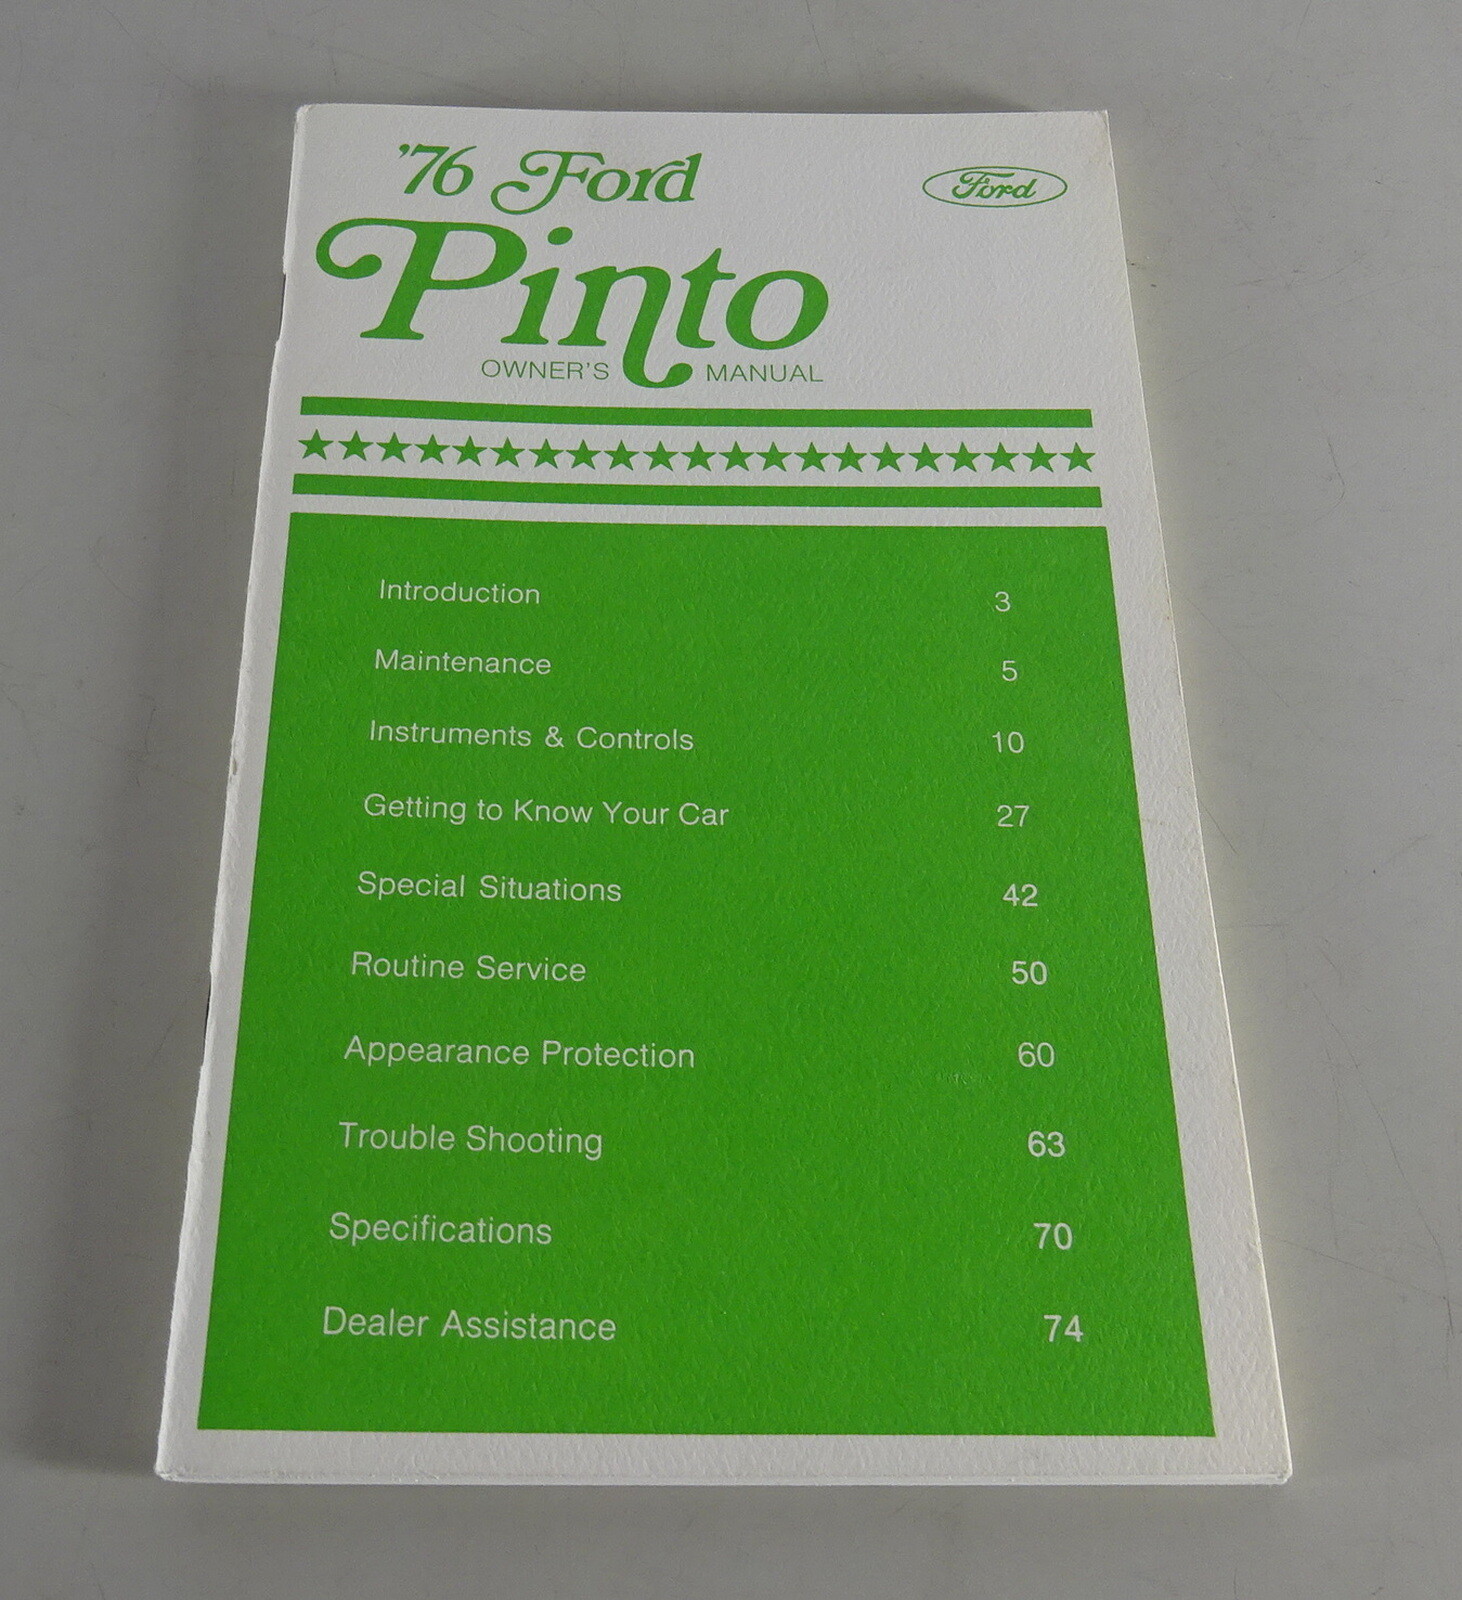 '76 Ford
Ford
Pinto
OWNER'S MANUAL
Introduction 3
Maintenance 5
Instruments & Controls 10
Getting to Know Your Car 27
Special Situations 42
Routine Service 50
Appearance Protection 60
Trouble Shooting 63
Specifications 70
Dealer Assistance 74